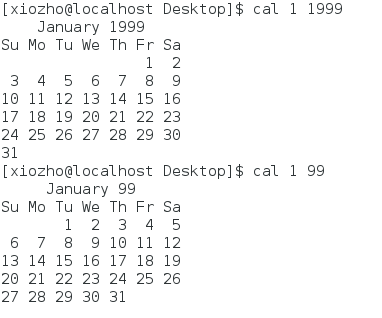 [xiozho@localhost Desktop]$ cal 1 1999
    January 1999
Su Mo Tu We Th Fr Sa
                1  2
 3  4  5  6  7  8  9
10 11 12 13 14 15 16
17 18 19 20 21 22 23
24 25 26 27 28 29 30
31
[xiozho@localhost Desktop]$ cal 1 99
     January 99
Su Mo Tu We Th Fr Sa
       1  2  3  4  5
 6  7  8  9 10 11 12
13 14 15 16 17 18 19
20 21 22 23 24 25 26
27 28 29 30 31